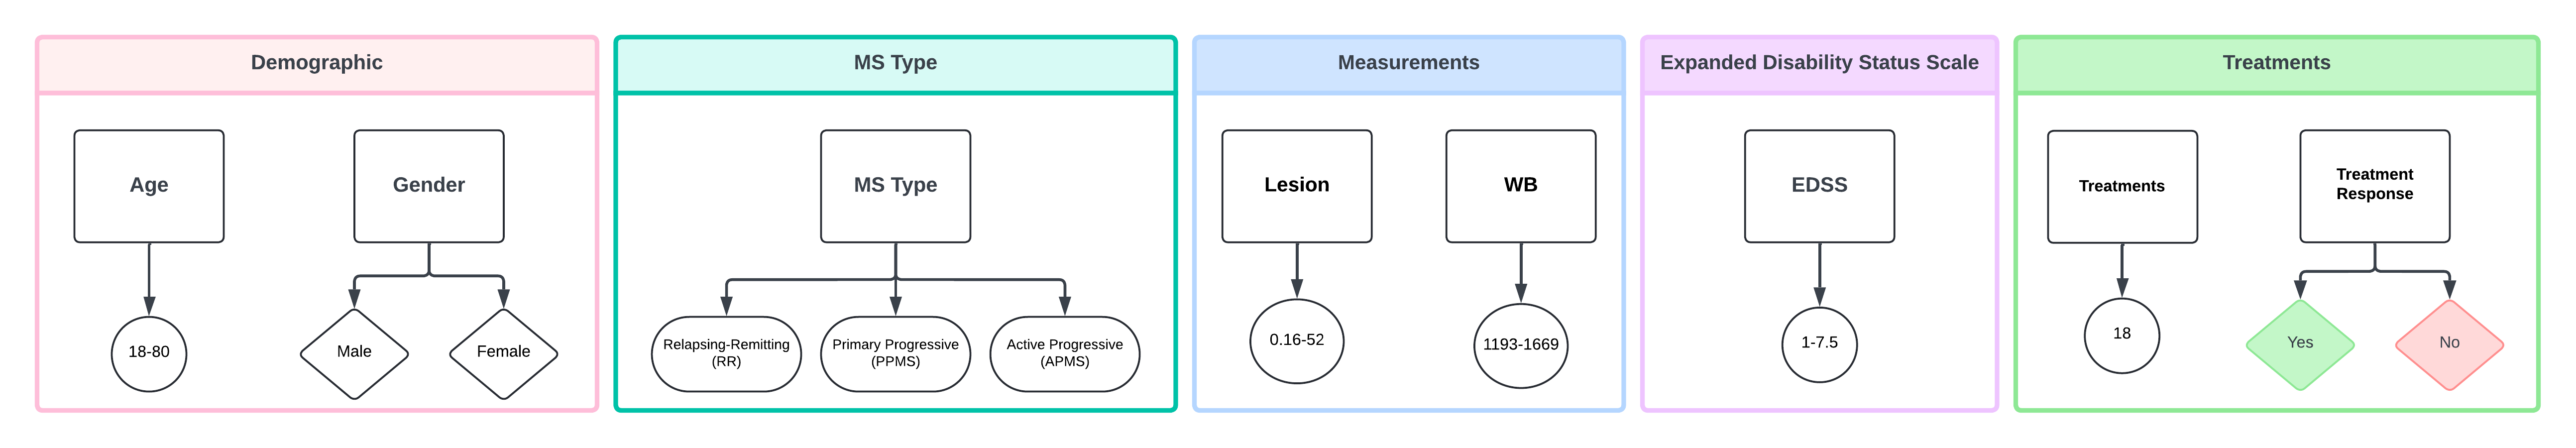 Demographic
Age
Gender
18-80
Male
Female
MS Type
MS Type
Relapsing-Remitting
(RR)
Primary Progressive
(PPMS)
Active Progressive
(APMS)
Measurements
Lesion
WB
0.16-52
1193-1669
Expanded Disability Status Scale
EDSS
1-7.5
Treatments
Treatments
Treatment
Response
18
Yes
No